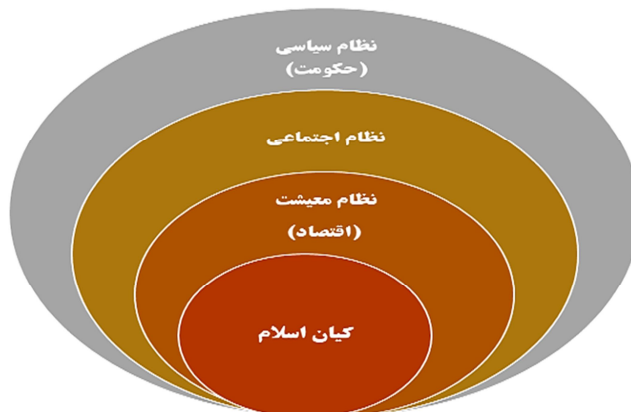 نظام سیاسی
(حکومت)
نظام اجتماعی
نظام معیشت
(اقتصاد)
کیان اسلام